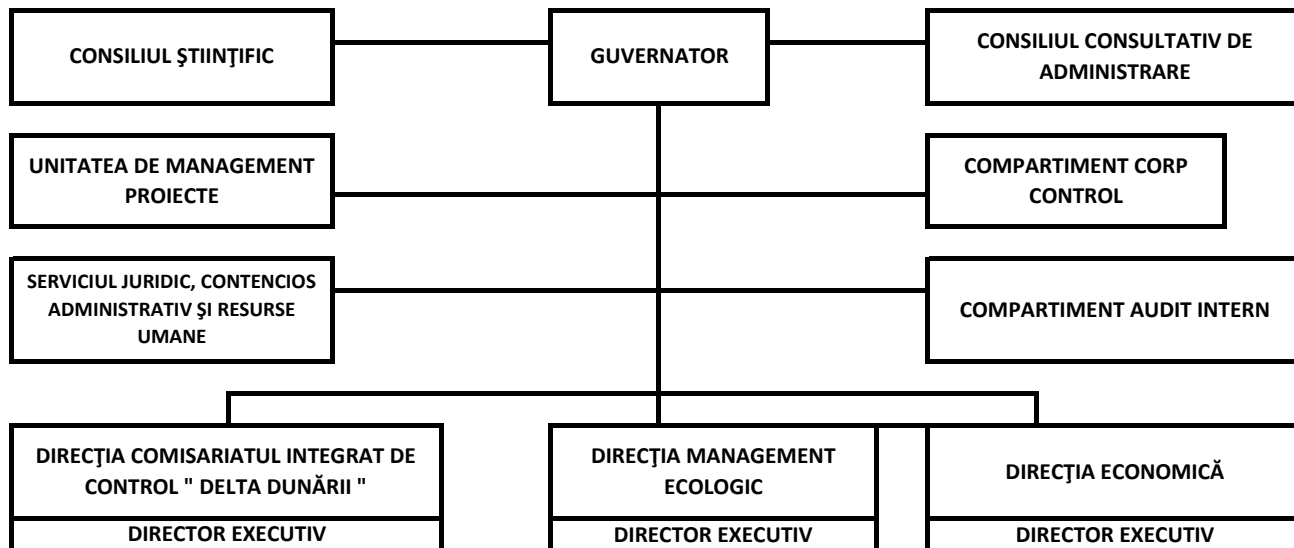 CONSILIUL ŞTIINŢIFIC
GUVERNATOR
CONSILIUL CONSULTATIV DE
ADMINISTRARE
UNITATEA DE MANAGEMENT
PROIECTE
COMPARTIMENT CORP
CONTROL
SERVICIUL JURIDIC, CONTENCIOS
ADMINISTRATIV ŞI RESURSE
UMANE
COMPARTIMENT AUDIT INTERN
DIRECŢIA COMISARIATUL INTEGRAT DE
CONTROL " DELTA DUNĂRII "
DIRECTOR EXECUTIV
DIRECŢIA MANAGEMENT
ECOLOGIC
DIRECTOR EXECUTIV
DIRECŢIA ECONOMICĂ
DIRECTOR EXECUTIV